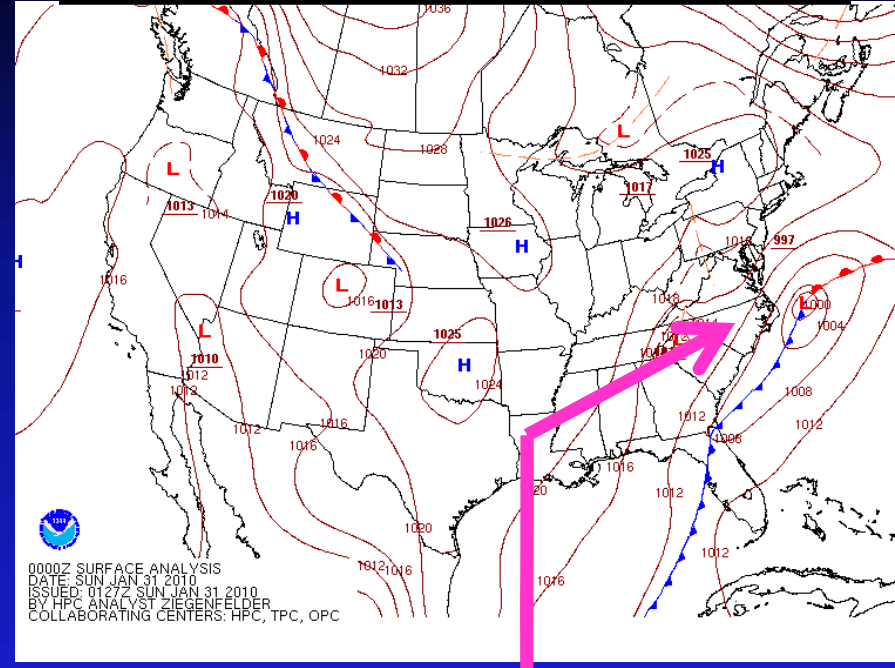 1036
1032
L
1024
1028
1025
H
L
1020
1017
1013
1014
H
1026
1018
997
H
H
1016
L
1000
L
1016
1013
1018
1004
L
1025
1012
1010
1020
H
L
1012
1024
1008
1012
1012
1016
1012
1012
1016
1008
1016
1012
1020
1020
1012
1012
1016
1016
0000Z SURFACE ANALYSIS
DATE: SUN JAN 31 2010
ISSUED: 0127Z SUN JAN 31 2010
BY HPC ANALYST ZIEGENFELDER
COLLABORATING CENTERS: HPC, TPC, OPC